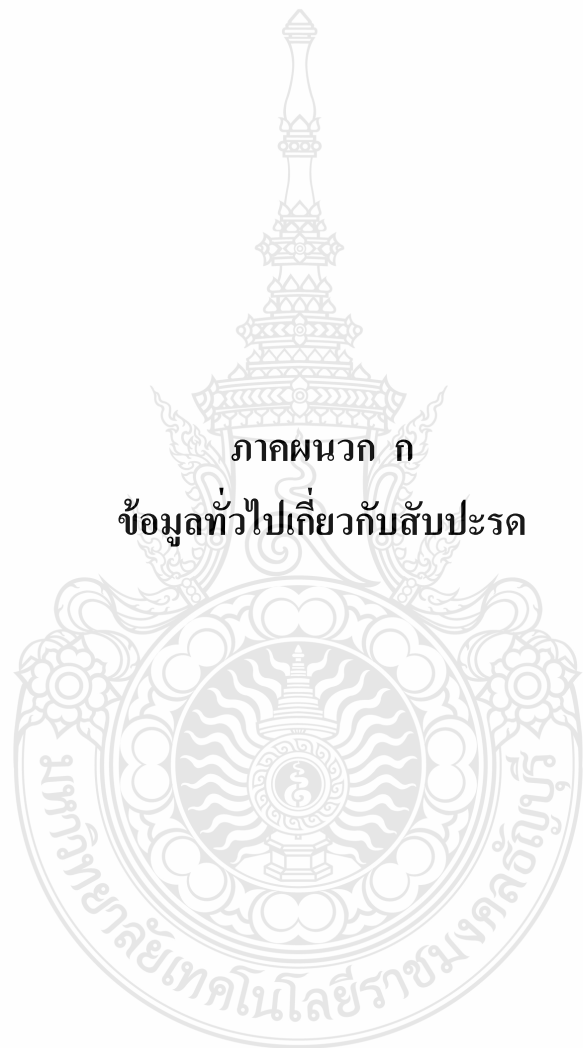 ภาคผนวก ก
ข้อมูลทั่วไปเกี่ยวกับสับปะรด
มหาวิทยาลัยเทคโนโลยีราชมงคลธัญบุรี